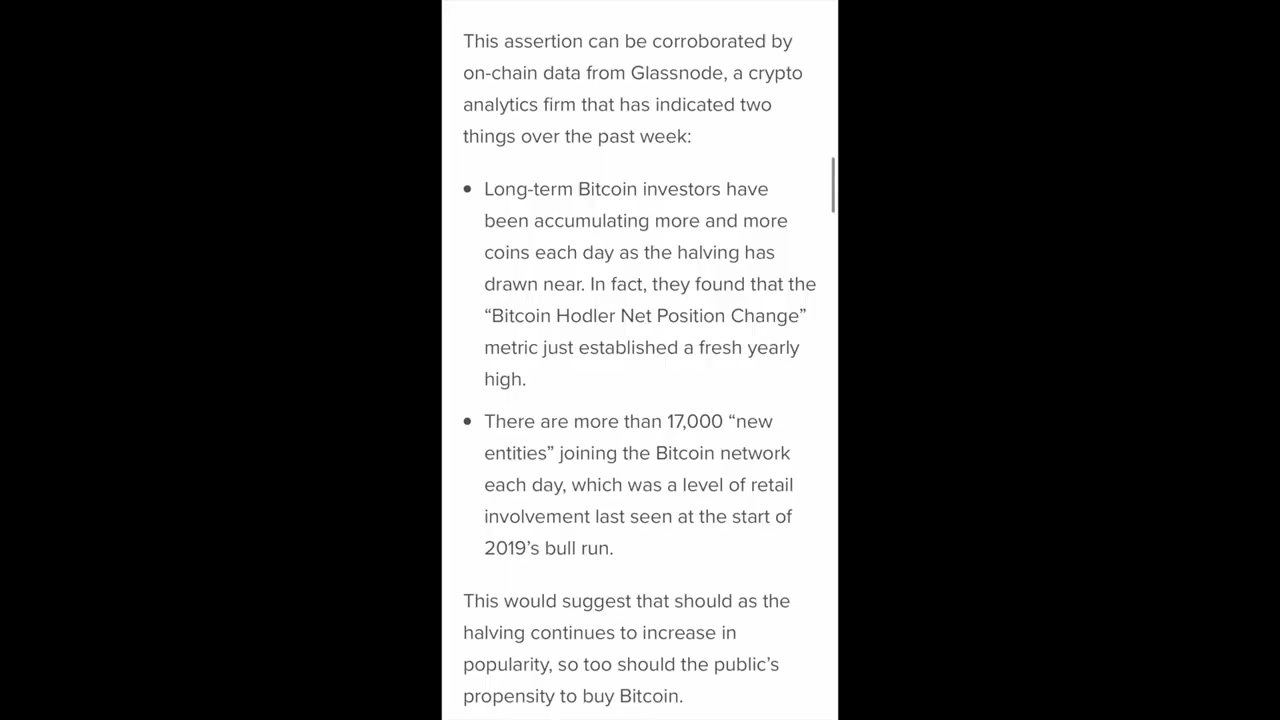 This assertion can be corroborated by
on-chain data from Glassnode, a crypto
analytics firm that has indicated two
things over the past week:
• Long-term Bitcoin investors have
been accumulating more and more
coins each day as the halving has
drawn near. In fact, they found that the
“Bitcoin Hodler Net Position Change”
metric just established a fresh yearly
high.
• There are more than 17,000 “new
entities” joining the Bitcoin network
each day, which was a level of retail
involvement last seen at the start of
2019’s bull run.
This would suggest that should as the
halving continues to increase in
popularity, so too should the public’s
propensity to buy Bitcoin.